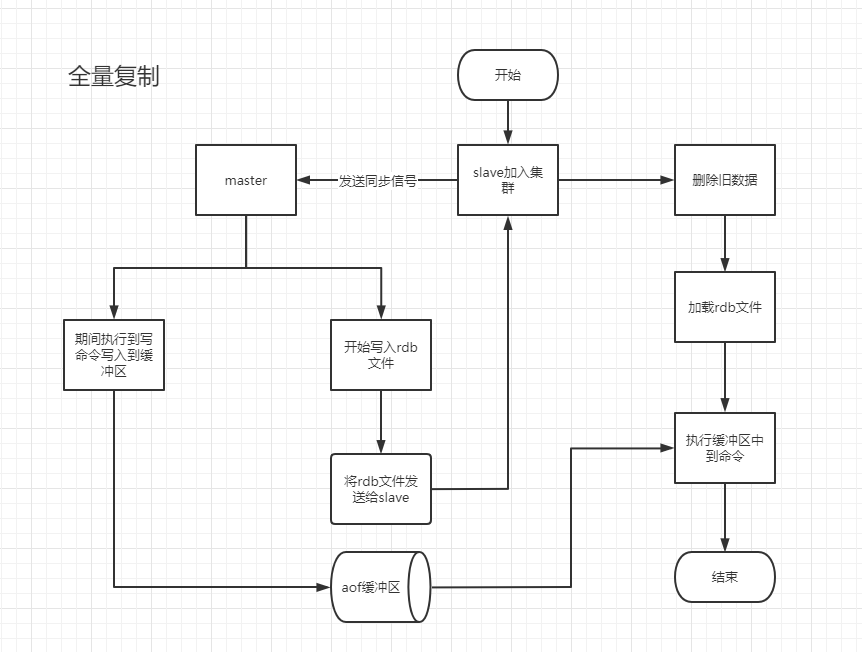 全量复制
开始
master
发送同步信号
slave加入集
群
删除旧数据
加载rdb文件
期间执行到写
命令写入到缓
冲区
开始写入rdb
文件
执行缓冲区中
到命令
将rdb文件发
送给slave
aof缓冲区
结束